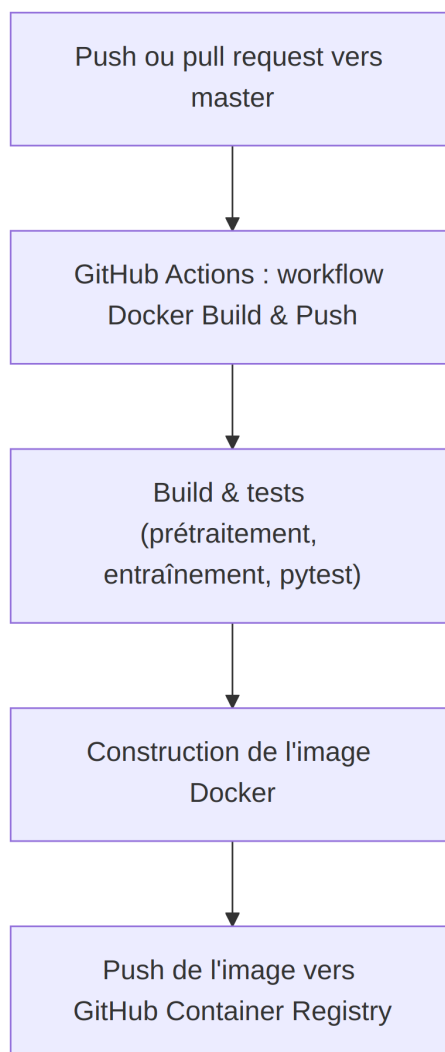 Push ou pull request vers
master
GitHub Actions : workflow
Docker Build & Push
Build & tests
(prétraitement,
entraînement, pytest)
Construction de l'image
Docker
Push de l'image vers
GitHub Container Registry